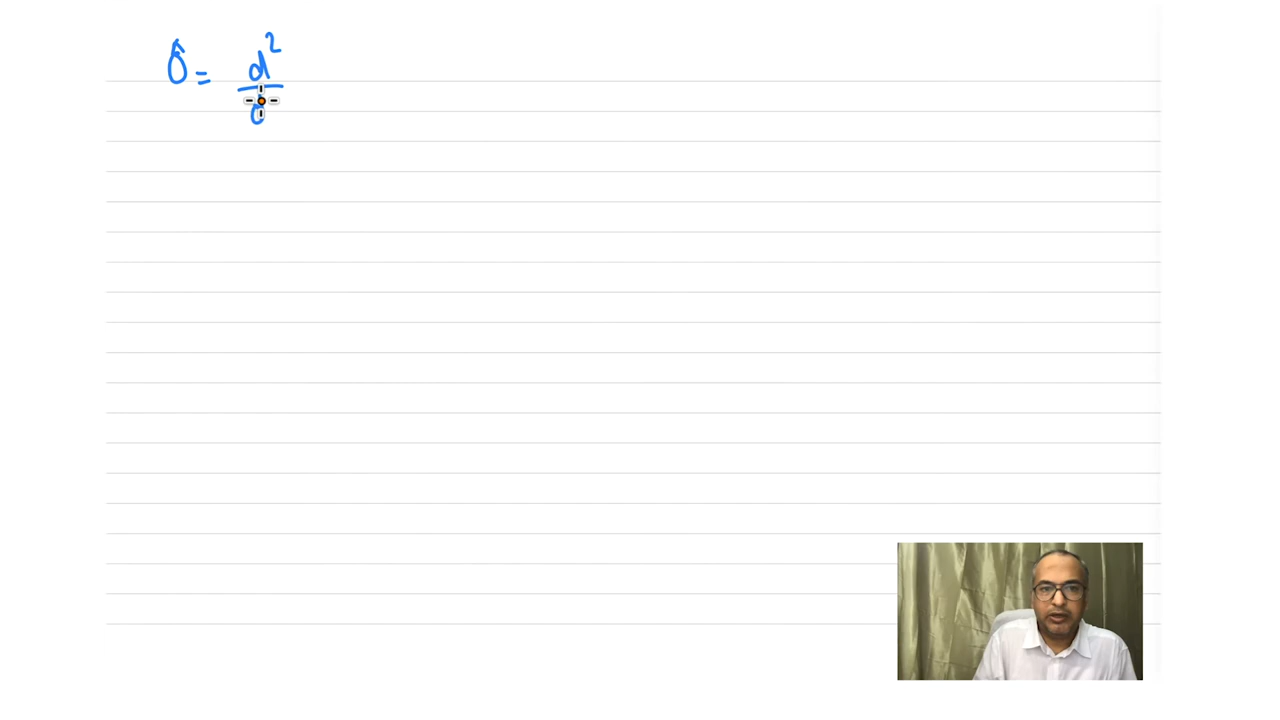 Ô = d²
d